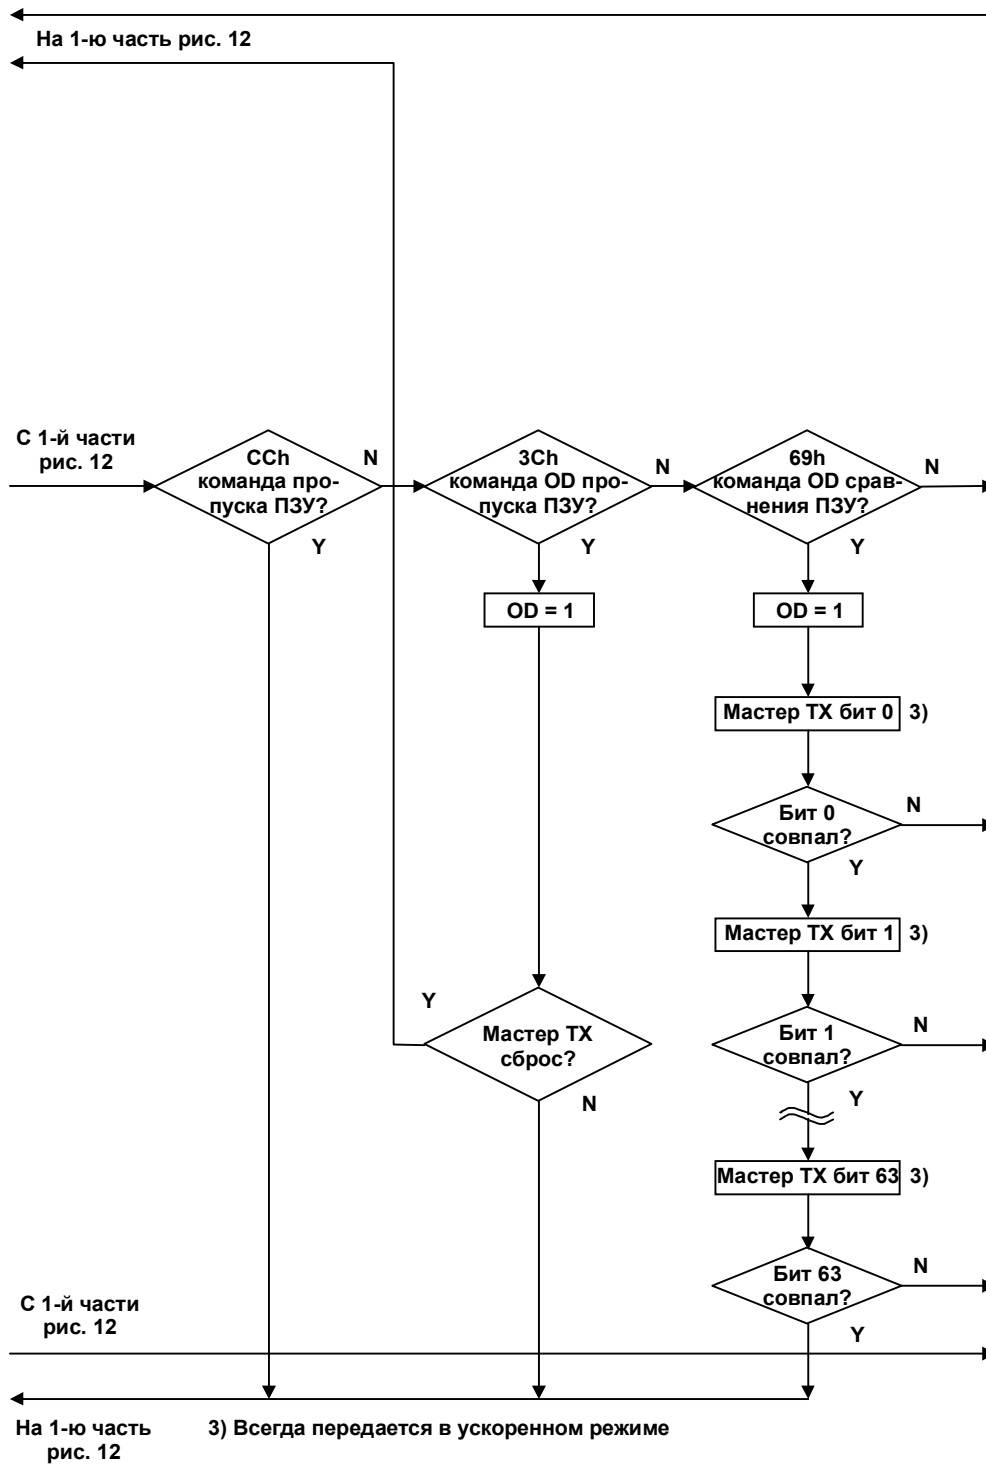 На 1-ю часть рис. 12
С 1-й части
рис. 12
CCh
команда про-
пуска ПЗУ?
N
Y
3Ch
команда OD про-
пуска ПЗУ?
N
Y
69h
команда OD срав-
нения ПЗУ?
N
Y
OD = 1
OD = 1
Мастер TX бит 0 3)
Бит 0
совпал?
N
Y
Мастер TX бит 1 3)
Y
Мастер TX
сброс?
N
Бит 1
совпал?
N
Y
Мастер TX бит 63 3)
Бит 63
совпал?
N
Y
С 1-й части
рис. 12
На 1-ю часть
рис. 12
3) Всегда передается в ускоренном режиме